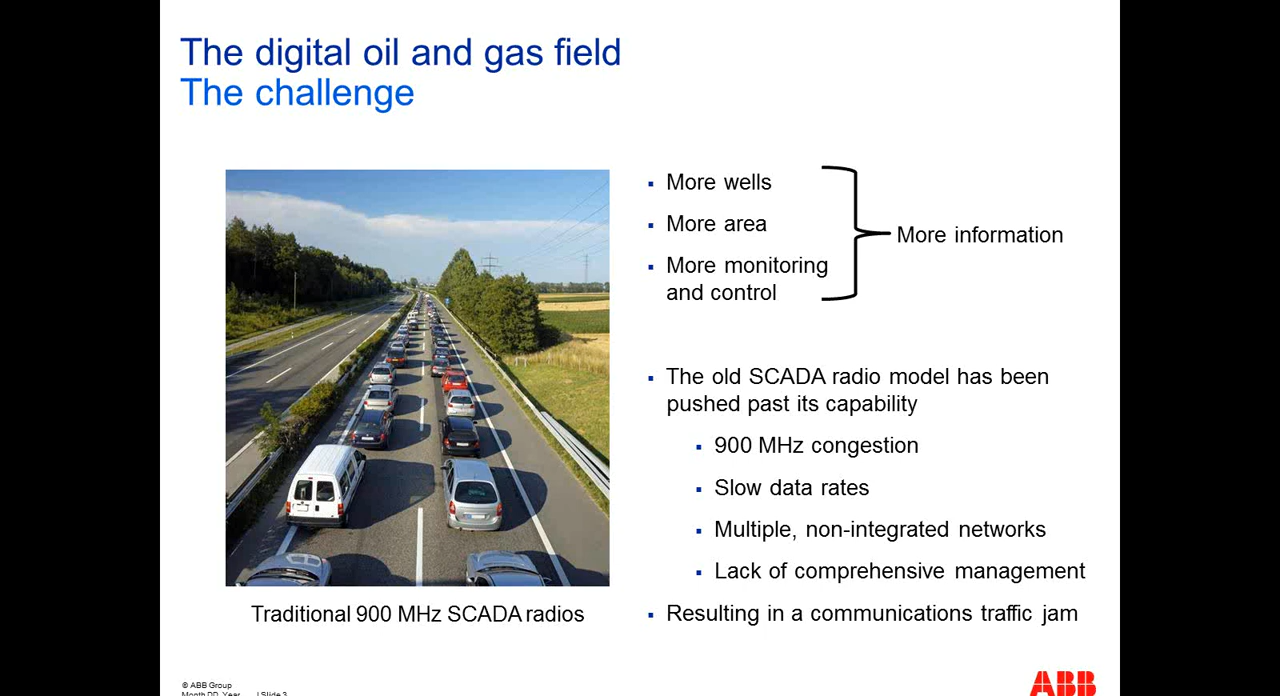 The digital oil and gas field
The challenge
More wells
More area
More monitoring
and control
More information
The old SCADA radio model has been
pushed past its capability
900 MHz congestion
Slow data rates
Multiple, non-integrated networks
Lack of comprehensive management
Resulting in a communications traffic jam
Traditional 900 MHz SCADA radios
© ABB Group
Month DD, Year | Slide 3
ABB